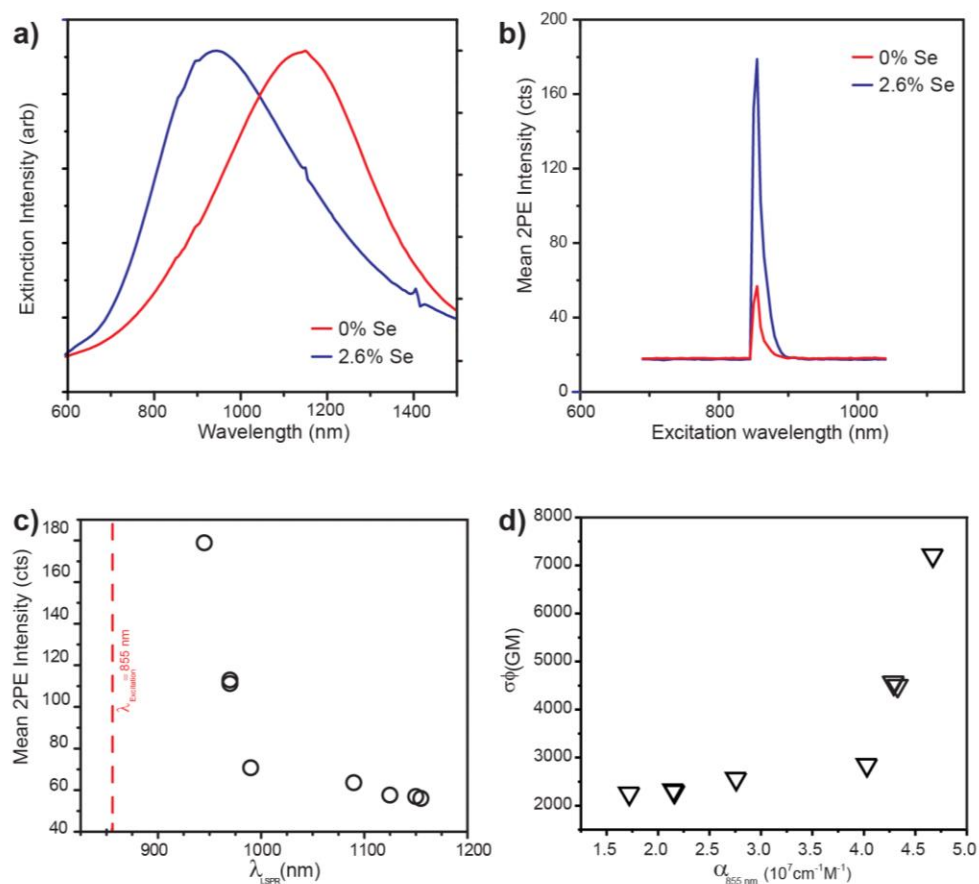 a)
Extinction Intensity (arb)
0% Se
2.6% Se
600 800 1000 1200 1400
Wavelength (nm)
b)
Mean 2PE Intensity (cts)
180
160
120
80
40
0
0% Se
2.6% Se
600 800 1000
Excitation wavelength (nm)
c)
Mean 2PE Intensity (cts)
180
160
140
120
100
80
60
40
λ Excitation = 855 nm
900 1000 1100 1200
λ LSPR (nm)
d)
σϕ(GM)
8000
7000
6000
5000
4000
3000
2000
1.5 2.0 2.5 3.0 3.5 4.0 4.5 5.0
α 855 nm (10⁷cm⁻¹M⁻¹)